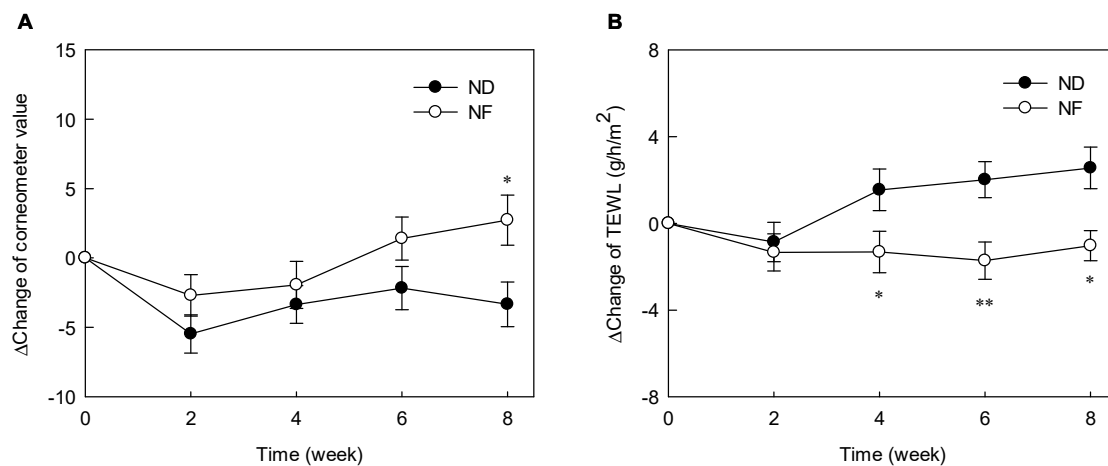 A
ΔChange of corneometer value
15
10
5
0
-5
-10
ND
NF
*
0 2 4 6 8
Time (week)
B
ΔChange of TEWL (g/h/m²)
8
4
0
-4
-8
ND
NF
* ** *
0 2 4 6 8
Time (week)